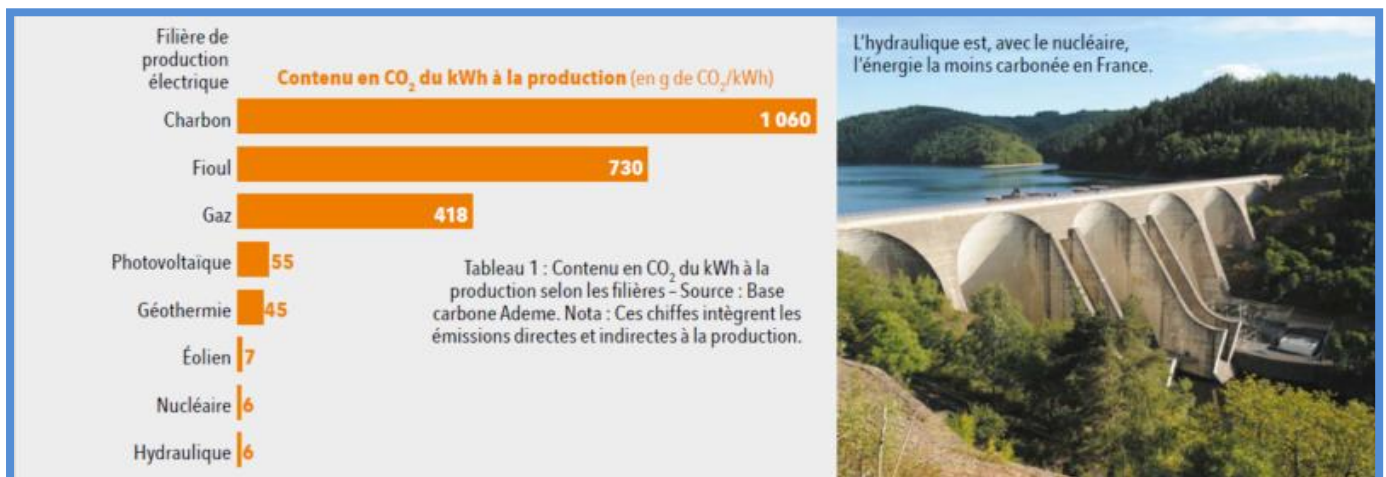 Filière de
production
électrique
Contenu en CO₂ du kWh à la production (en g de CO₂/kWh)
Charbon 1 060
Fioul 730
Gaz 418
Photovoltaïque 55
Géothermie 45
Éolien 7
Nucléaire 6
Hydraulique 6
Tableau 1 : Contenu en CO₂ du kWh à la
production selon les filières – Source : Base
carbone Ademe. Nota : Ces chiffes intègrent les
émissions directes et indirectes à la production.
L'hydraulique est, avec le nucléaire,
l'énergie la moins carbonée en France.